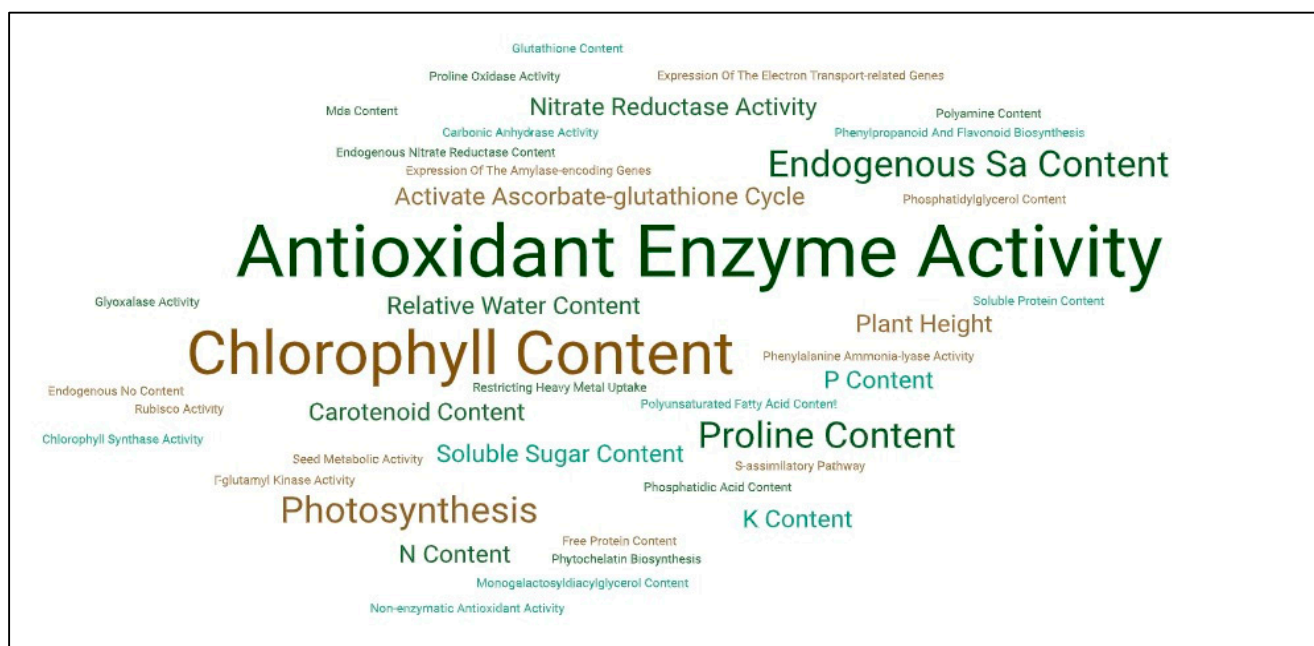 Glutathione Content
Proline Oxidase Activity
Expression Of The Electron Transport-related Genes
Mda Content
Nitrate Reductase Activity
Polyamine Content
Carbonic Anhydrase Activity
Phenylpropanoid And Flavonoid Biosynthesis
Endogenous Nitrate Reductase Content
Endogenous Sa Content
Expression Of The Amylase-encoding Genes
Activate Ascorbate-glutathione Cycle
Phosphatidylglycerol Content
Antioxidant Enzyme Activity
Glyoxalase Activity
Relative Water Content
Soluble Protein Content
Plant Height
Chlorophyll Content
Phenylalanine Ammonia-lyase Activity
P Content
Restricting Heavy Metal Uptake
Endogenous No Content
Polyunsaturated Fatty Acid Content
Rubisco Activity
Carotenoid Content
Proline Content
Chlorophyll Synthase Activity
Soluble Sugar Content
Seed Metabolic Activity
S-assimilatory Pathway
Γ-glutamyl Kinase Activity
Phosphatidic Acid Content
Photosynthesis
K Content
Free Protein Content
N Content
Phytochelatin Biosynthesis
Monogalactosyldiacylglycerol Content
Non-enzymatic Antioxidant Activity